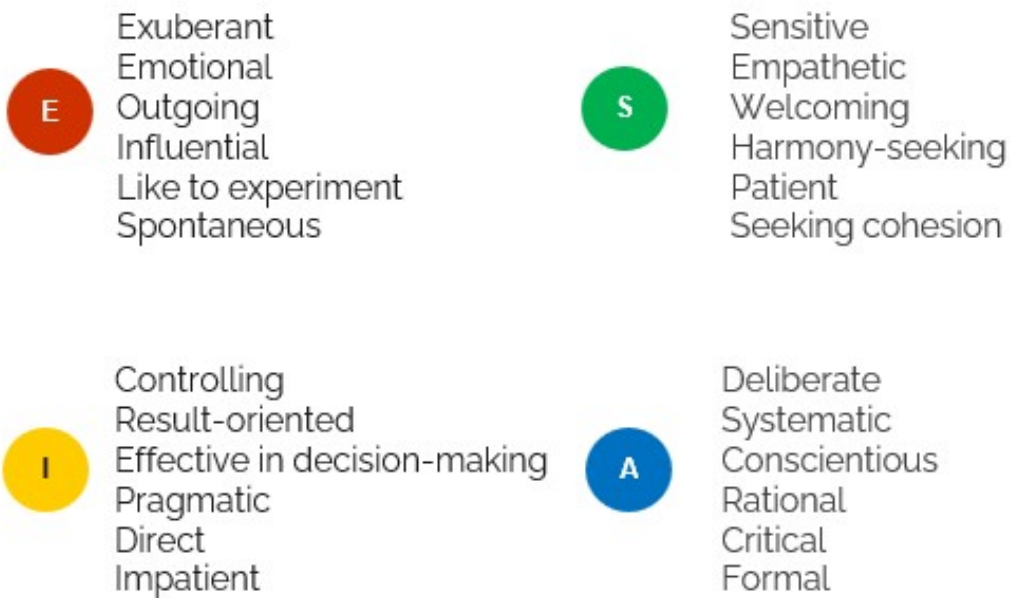 E
Exuberant
Emotional
Outgoing
Influential
Like to experiment
Spontaneous
S
Sensitive
Empathetic
Welcoming
Harmony-seeking
Patient
Seeking cohesion
I
Controlling
Result-oriented
Effective in decision-making
Pragmatic
Direct
Impatient
A
Deliberate
Systematic
Conscientious
Rational
Critical
Formal